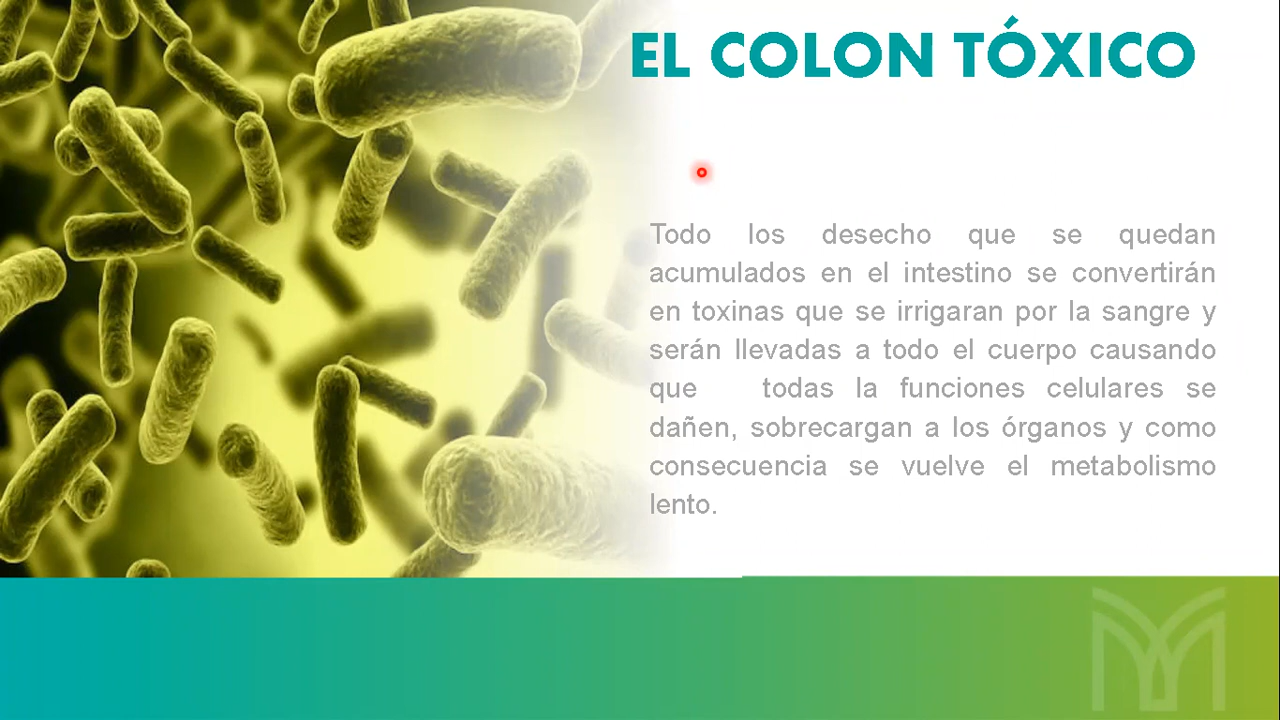 EL COLON TÓXICO
Todo los desecho que se quedan
acumulados en el intestino se convertirán
en toxinas que se irrigaran por la sangre y
serán llevadas a todo el cuerpo causando
que todas la funciones celulares se
dañen, sobrecargan a los órganos y como
consecuencia se vuelve el metabolismo
lento.